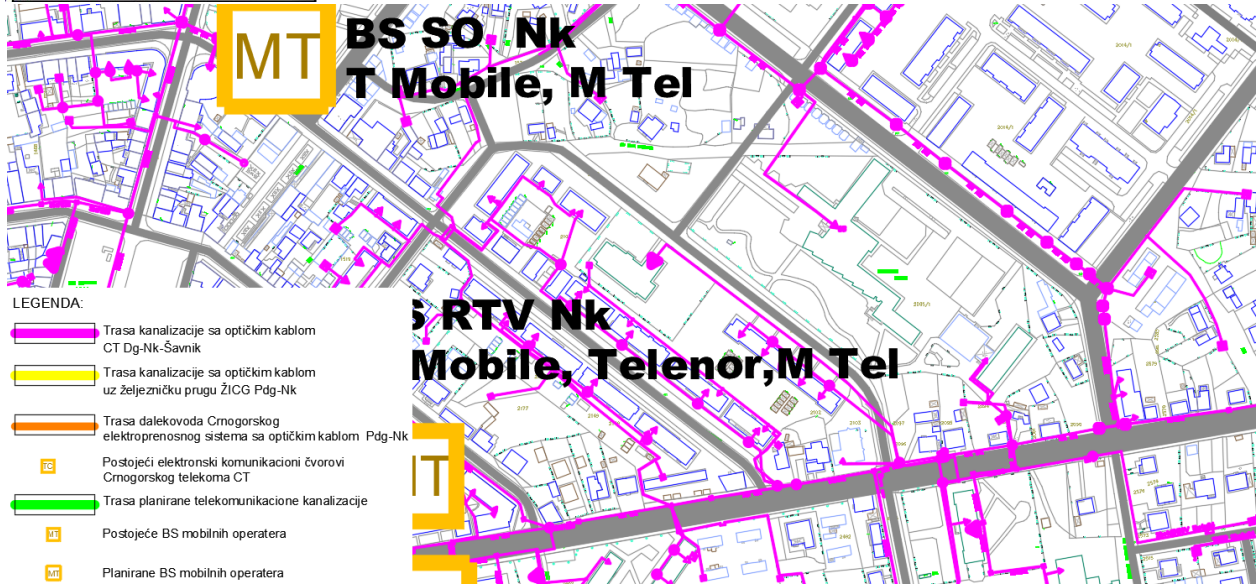 MT
BS SO Nk
T Mobile, M Tel
S RTV Nk
Mobile, Telenor,M Tel
MT
LEGENDA:
Trasa kanalizacije sa optičkim kablom
CT Dg-Nk-Šavnik
Trasa kanalizacije sa optičkim kablom
uz željezničku prugu ŽICG Pdg-Nk
Trasa dalekovoda Crnogorskog
elektroprenosnog sistema sa optičkim kablom Pdg-Nk
TC
Postojeći elektronski komunikacioni čvorovi
Crnogorskog telekoma CT
Trasa planirane telekomunikacione kanalizacije
MT
Postojeće BS mobilnih operatera
MT
Planirane BS mobilnih operatera
2014/1